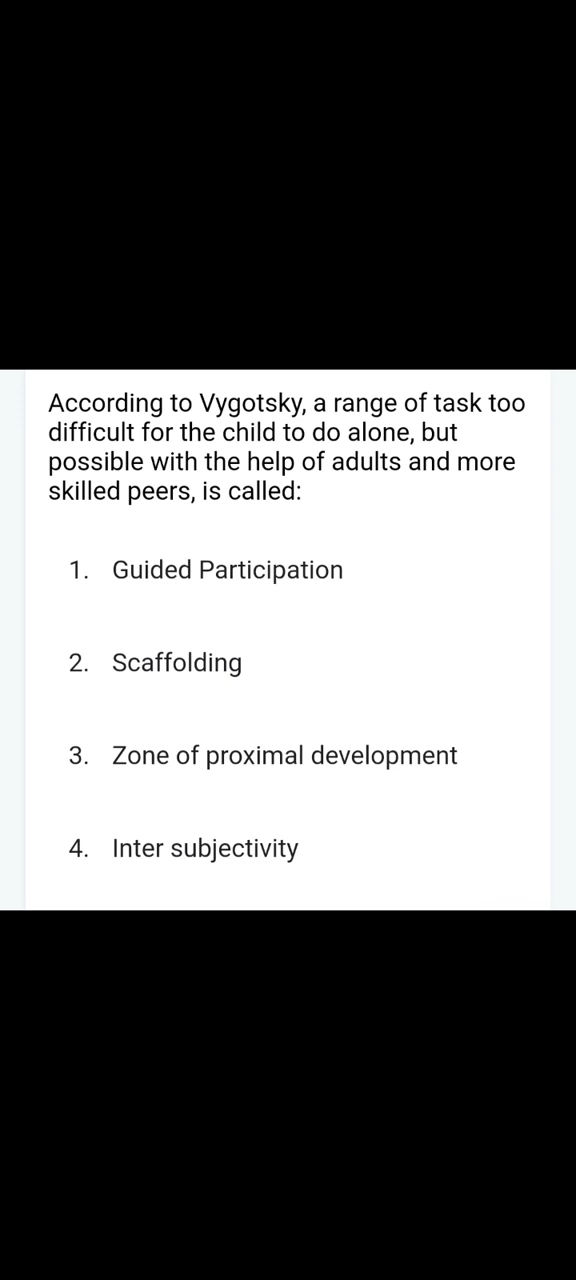 According to Vygotsky, a range of task too
difficult for the child to do alone, but
possible with the help of adults and more
skilled peers, is called:
1. Guided Participation
2. Scaffolding
3. Zone of proximal development
4. Inter subjectivity